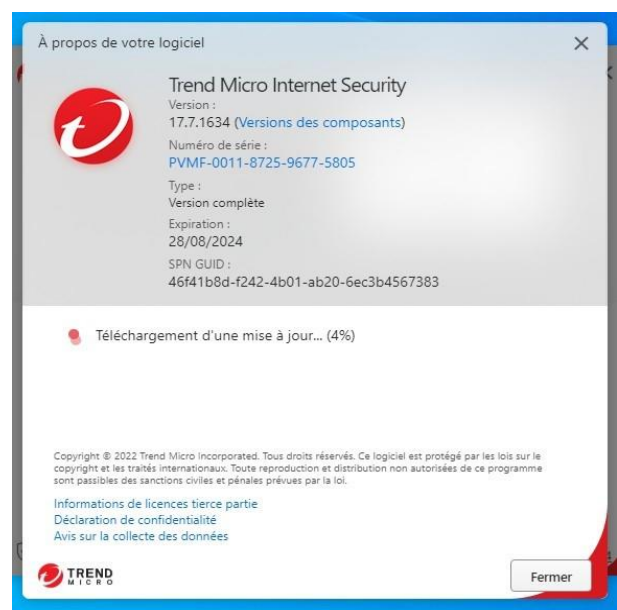 À propos de votre logiciel
Trend Micro Internet Security
Version :
17.7.1634 (Versions des composants)
Numéro de série :
PVMF-0011-8725-9677-5805
Type :
Version complète
Expiration :
28/08/2024
SPN GUID :
46f41b8d-f242-4b01-ab20-6ec3b4567383
Téléchargement d'une mise à jour... (4%)
Copyright © 2022 Trend Micro Incorporated. Tous droits réservés. Ce logiciel est protégé par les lois sur le
copyright et les traités internationaux. Toute reproduction et distribution non autorisées de ce programme
sont passibles des sanctions civiles et pénales prévues par la loi.
Informations de licences tierce partie
Déclaration de confidentialité
Avis sur la collecte des données
TREND
MICRO
Fermer